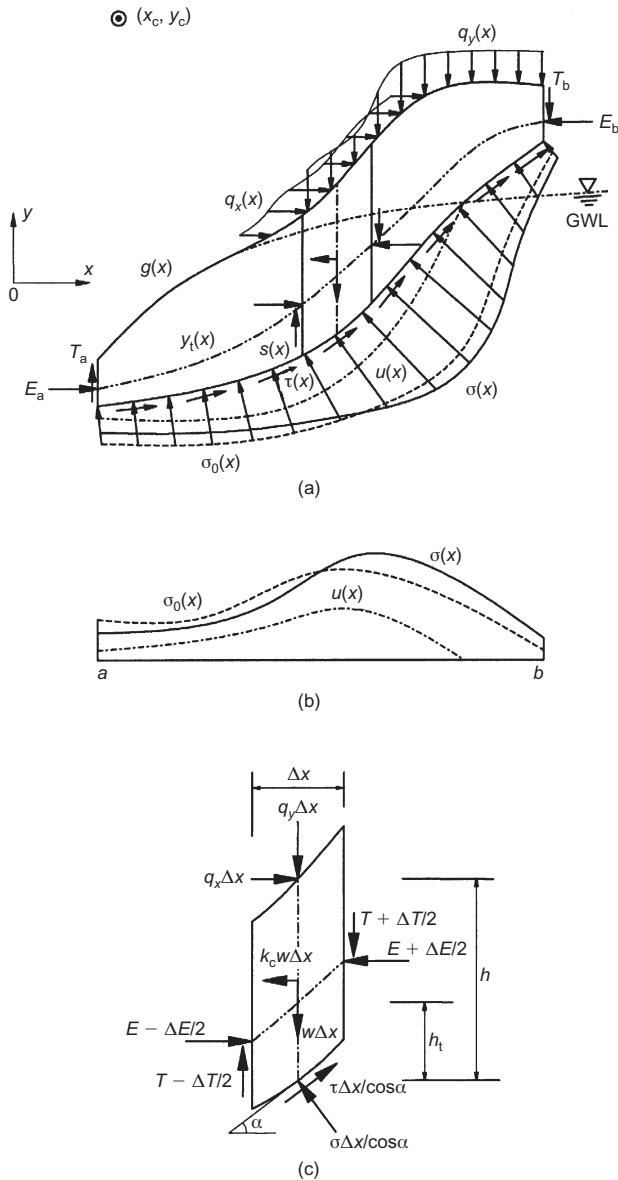 (x_c, y_c)
q_y(x)
T_b
E_b
q_x(x)
GWL
y
x
0
g(x)
y_t(x)
s(x)
T_a
E_a
τ(x)
u(x)
σ(x)
σ_0(x)
(a)
σ_0(x)
u(x)
σ(x)
a
b
(b)
Δx
q_yΔx
q_xΔx
T + ΔT/2
k_cwΔx
E + ΔE/2
h
wΔx
E − ΔE/2
h_t
T − ΔT/2
τΔx/cosα
α
σΔx/cosα
(c)